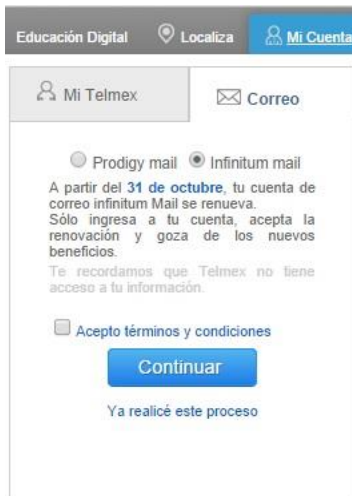 Educación Digital Localiza Mi Cuenta
Mi Telmex Correo
Prodigy mail Infinitum mail
A partir del 31 de octubre, tu cuenta de
correo infinitum Mail se renueva.
Sólo ingresa a tu cuenta, acepta la
renovación y goza de los nuevos
beneficios.
Te recordamos que Telmex no tiene
acceso a tu información.
Acepto términos y condiciones
Continuar
Ya realicé este proceso